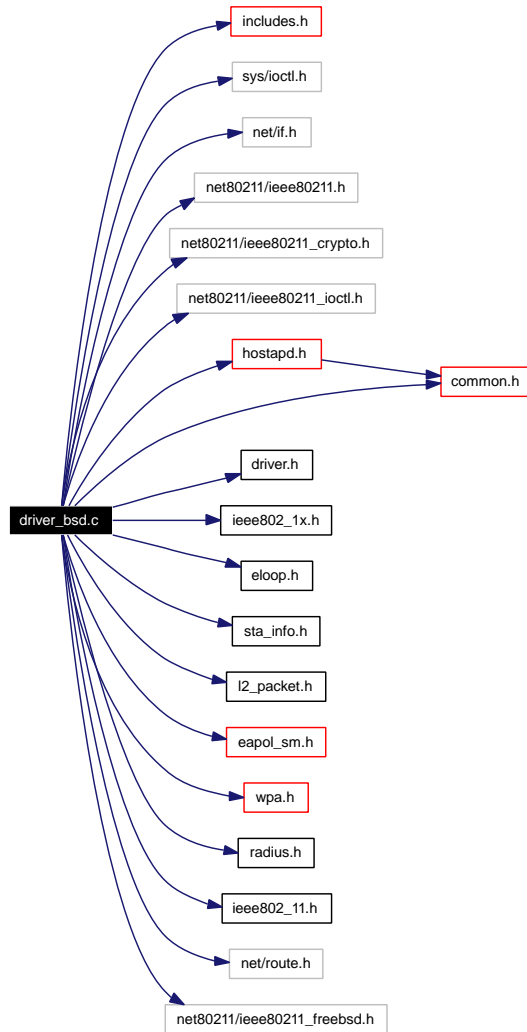 includes.h
sys/ioctl.h
net/if.h
net80211/ieee80211.h
net80211/ieee80211_crypto.h
net80211/ieee80211_ioctl.h
hostapd.h
common.h
driver.h
driver_bsd.c
ieee802_1x.h
eloop.h
sta_info.h
l2_packet.h
eapol_sm.h
wpa.h
radius.h
ieee802_11.h
net/route.h
net80211/ieee80211_freebsd.h